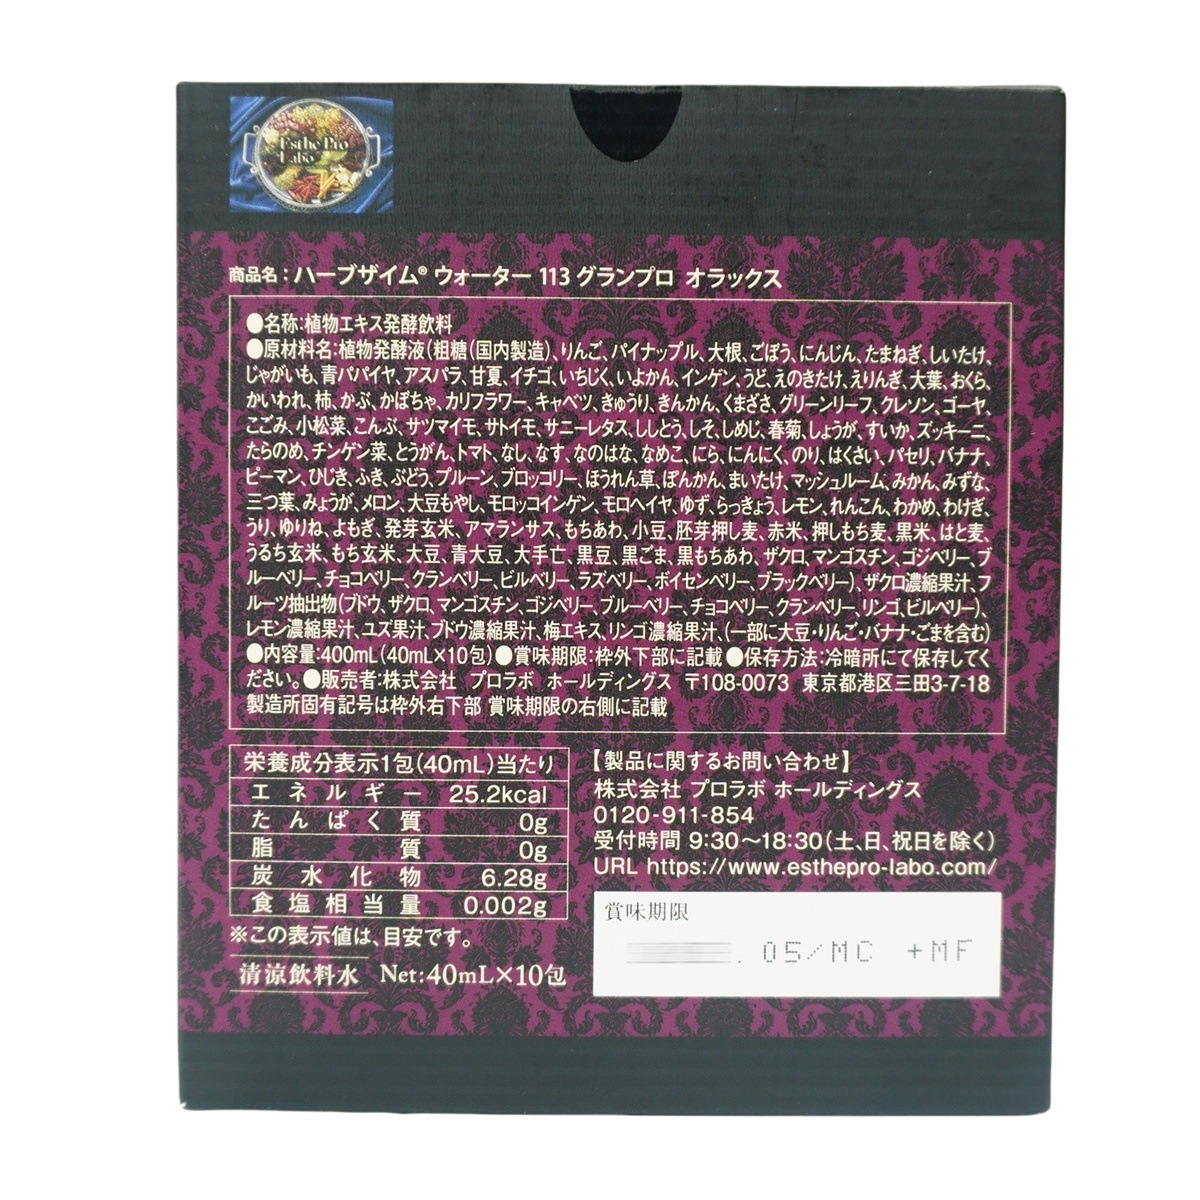 Esthe Pro
Labo
商品名：ハーブザイム® ウォーター 113 グランプロ オラックス
●名称：植物エキス発酵飲料
●原材料名：植物発酵液（粗糖（国内製造）、りんご、パイナップル、大根、ごぼう、にんじん、たまねぎ、しいたけ、
じゃがいも、青パパイヤ、アスパラ、甘夏、イチゴ、いちじく、いよかん、インゲン、うど、えのきたけ、えりんぎ、大葉、おくら、
かいわれ、柿、かぶ、かぼちゃ、カリフラワー、キャベツ、きゅうり、きんかん、くまざさ、グリーンリーフ、クレソン、ゴーヤ、
こごみ、小松菜、こんぶ、サツマイモ、サトイモ、サニーレタス、ししとう、しそ、しめじ、春菊、しょうが、すいか、ズッキーニ、
たらのめ、チンゲン菜、とうがん、トマト、なし、なす、なのはな、なめこ、にら、にんにく、のり、はくさい、パセリ、バナナ、
ピーマン、ひじき、ふき、ぶどう、プルーン、ブロッコリー、ほうれん草、ぽんかん、まいたけ、マッシュルーム、みかん、みずな、
三つ葉、みょうが、メロン、大豆もやし、モロッコインゲン、モロヘイヤ、ゆず、らっきょう、レモン、れんこん、わかめ、わけぎ、
うり、ゆりね、よもぎ、発芽玄米、アマランサス、もちあわ、小豆、胚芽押し麦、赤米、押しもち麦、黒米、はと麦、
うるち玄米、もち玄米、大豆、青大豆、大手亡、黒豆、黒ごま、黒もちあわ、ザクロ、マンゴスチン、ゴジベリー、ブ
ルーベリー、チョコベリー、クランベリー、ビルベリー、ラズベリー、ボイセンベリー、ブラックベリー）、ザクロ濃縮果汁、フ
ルーツ抽出物（ブドウ、ザクロ、マンゴスチン、ゴジベリー、ブルーベリー、チョコベリー、クランベリー、リンゴ、ビルベリー）、
レモン濃縮果汁、ユズ果汁、ブドウ濃縮果汁、梅エキス、リンゴ濃縮果汁、（一部に大豆・りんご・バナナ・ごまを含む）
●内容量：400mL（40mL×10包）●賞味期限：枠外下部に記載●保存方法：冷暗所にて保存してく
ださい。●販売者：株式会社 プロラボ ホールディングス 〒108-0073 東京都港区三田3-7-18
製造所固有記号は枠外右下部 賞味期限の右側に記載
栄養成分表示1包（40mL）当たり
エネルギー 25.2kcal
たんぱく質 0g
脂質 0g
炭水化物 6.28g
食塩相当量 0.002g
※この表示値は、目安です。
清涼飲料水 Net:40mL×10包
【製品に関するお問い合わせ】
株式会社 プロラボ ホールディングス
0120-911-854
受付時間 9:30～18:30（土、日、祝日を除く）
URL https://www.esthepro-labo.com/
賞味期限
. 05/MC +MF